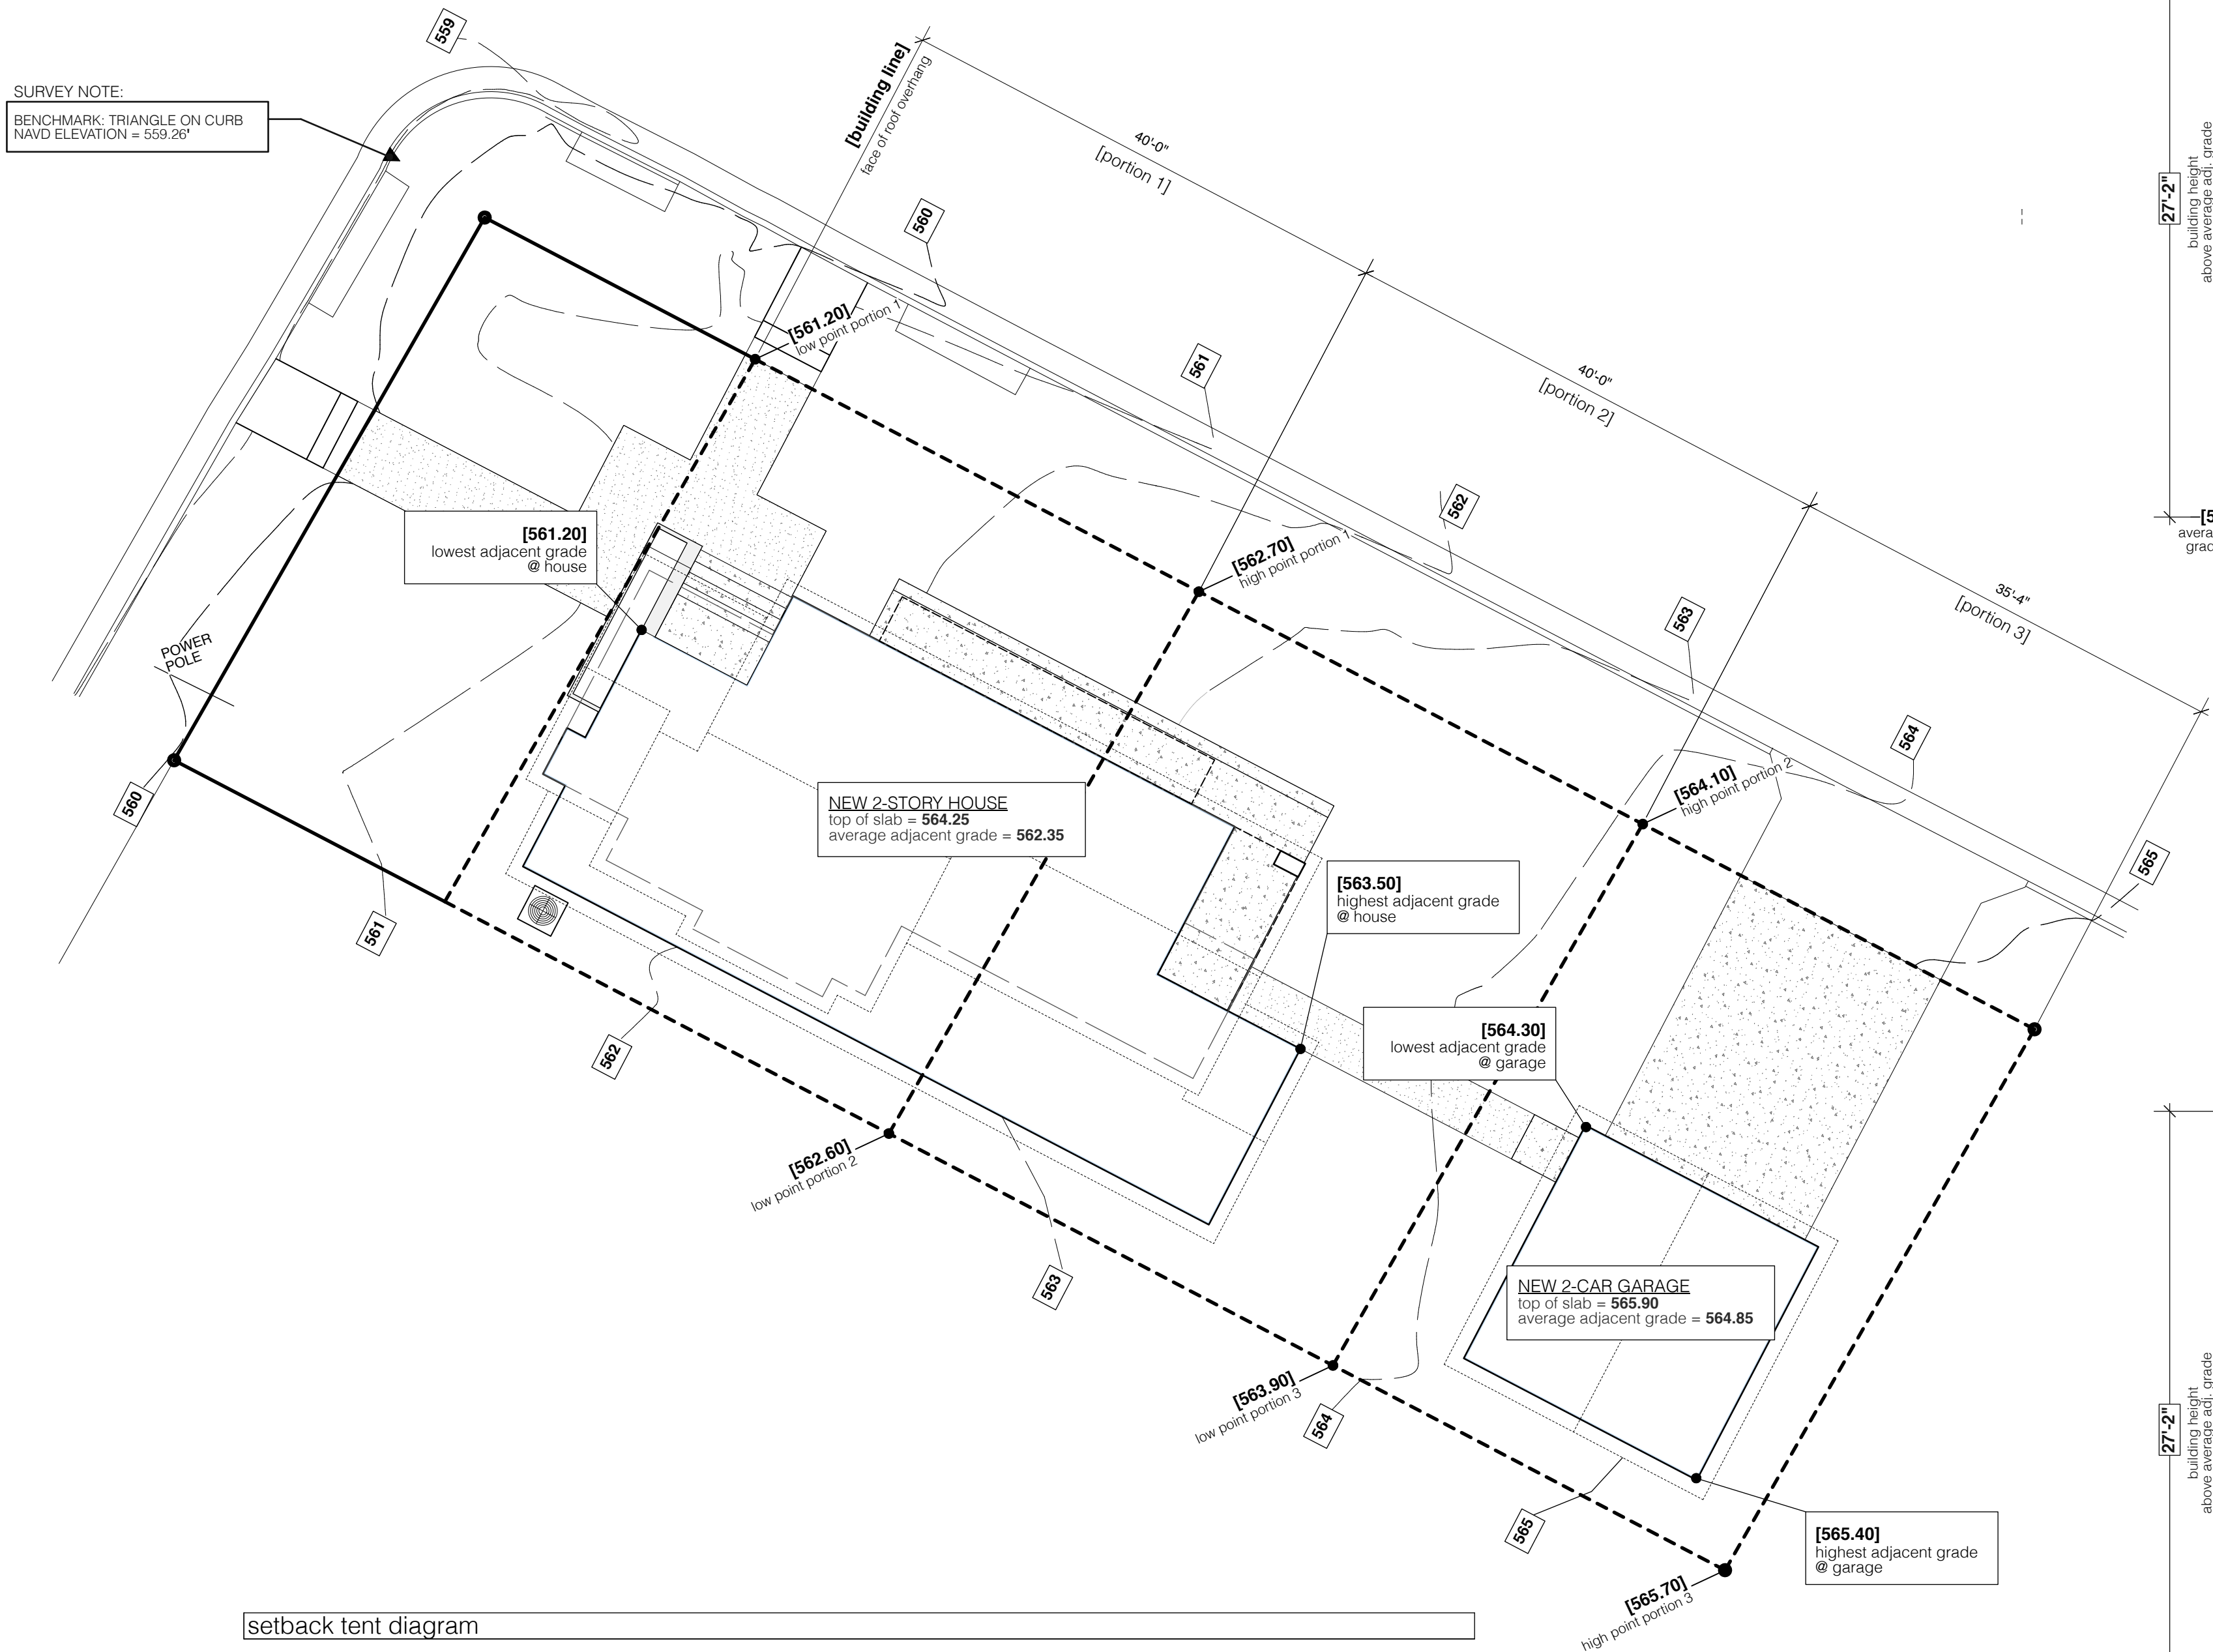 559
SURVEY NOTE:
BENCHMARK: TRIANGLE ON CURB
NAVD ELEVATION = 559.26'
[building line]
face of roof overhang
40'-0"
[portion 1]
560
27'-2"
building height
above average adj. grade
[561.20]
low point portion 1
561
40'-0"
[portion 2]
562
[561.20]
lowest adjacent grade
@ house
[562.70]
high point portion 1
35'-4"
[portion 3]
563
POWER
POLE
564
[564.10]
high point portion 2
560
NEW 2-STORY HOUSE
top of slab = 564.25
average adjacent grade = 562.35
565
[563.50]
highest adjacent grade
@ house
561
562
[564.30]
lowest adjacent grade
@ garage
[562.60]
low point portion 2
563
NEW 2-CAR GARAGE
top of slab = 565.90
average adjacent grade = 564.85
[563.90]
low point portion 3
564
27'-2"
building height
above average adj. grade
565
[565.40]
highest adjacent grade
@ garage
[565.70]
high point portion 3
setback tent diagram